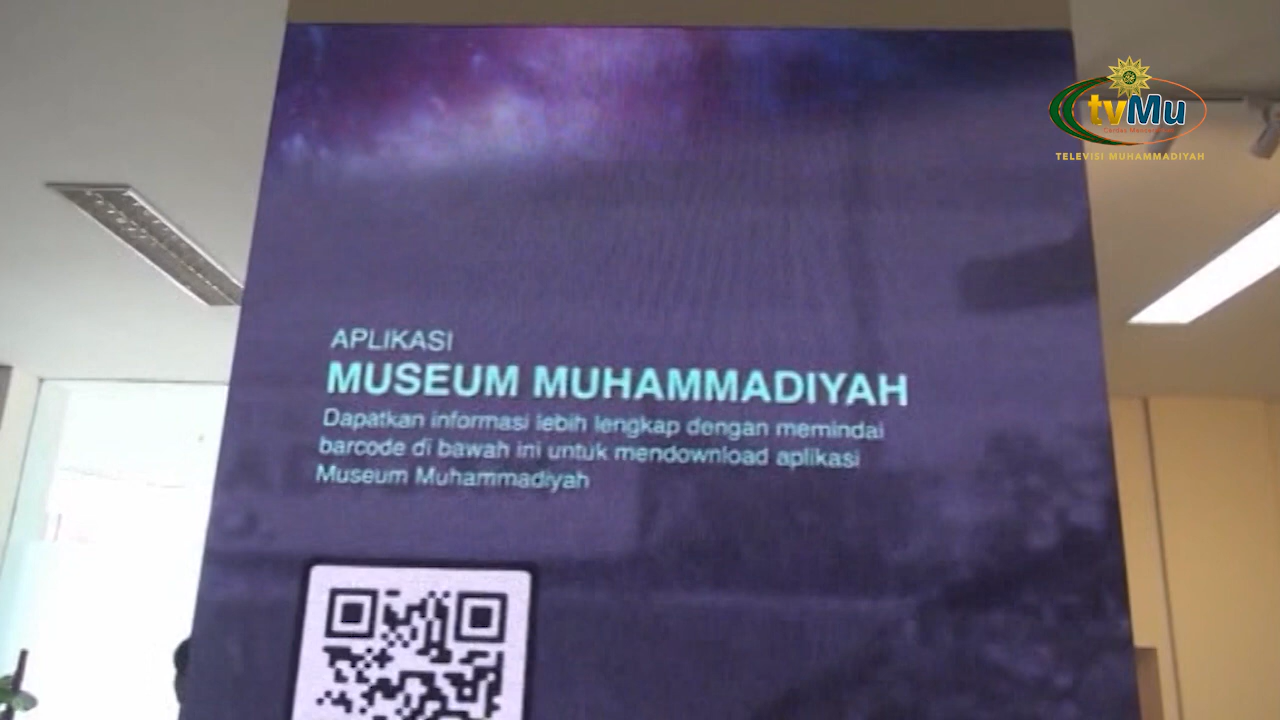 tvMu
TELEVISI MUHAMMADIYAH
APLIKASI
MUSEUM MUHAMMADIYAH
Dapatkan informasi lebih lengkap dengan memindai
barcode di bawah ini untuk mendownload aplikasi
Museum Muhammadiyah